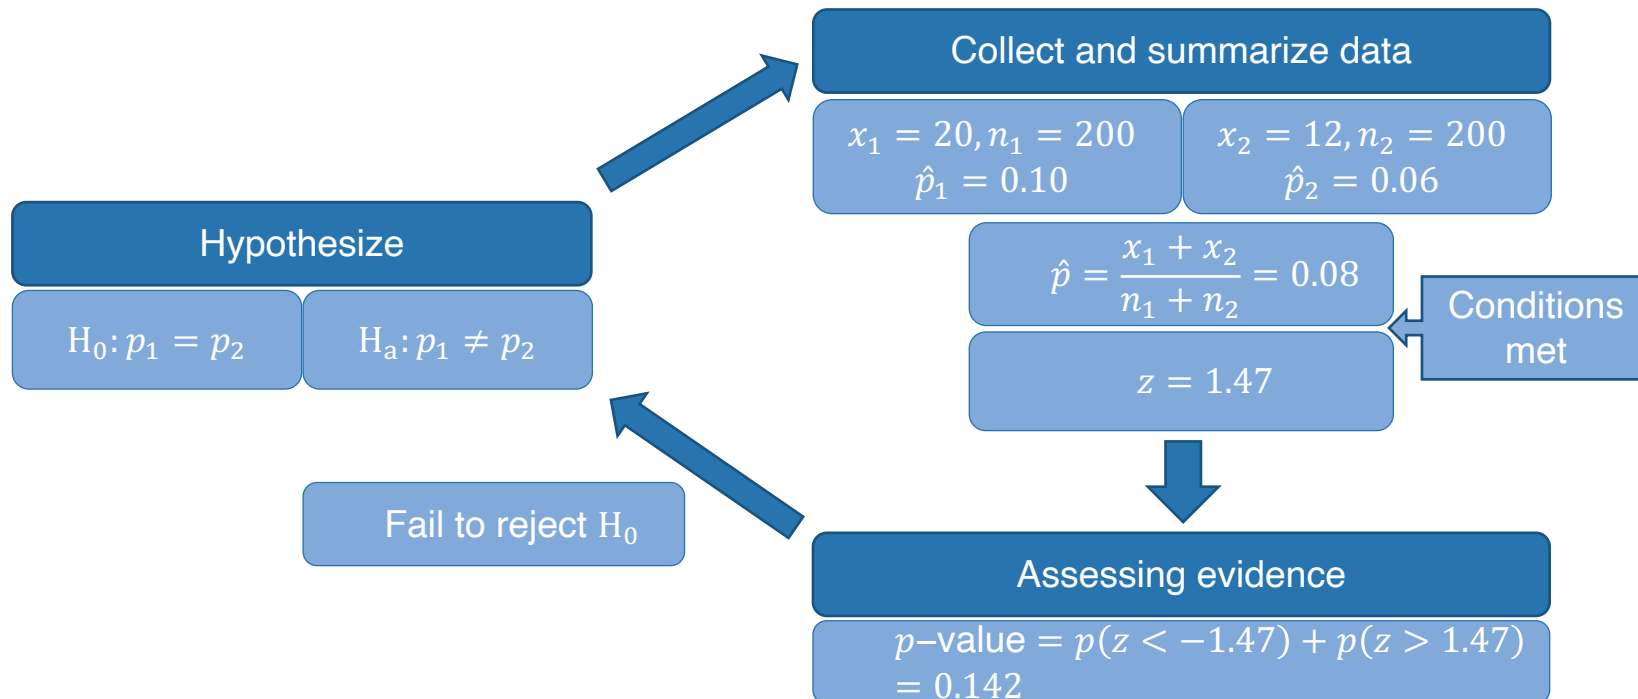 Collect and summarize data
x₁ = 20, n₁ = 200
p̂₁ = 0.10
x₂ = 12, n₂ = 200
p̂₂ = 0.06
Hypothesize
H₀: p₁ = p₂
Hₐ: p₁ ≠ p₂
p̂ = (x₁ + x₂)/(n₁ + n₂) = 0.08
Conditions
met
z = 1.47
Fail to reject H₀
Assessing evidence
p–value = p(z < −1.47) + p(z > 1.47)
= 0.142